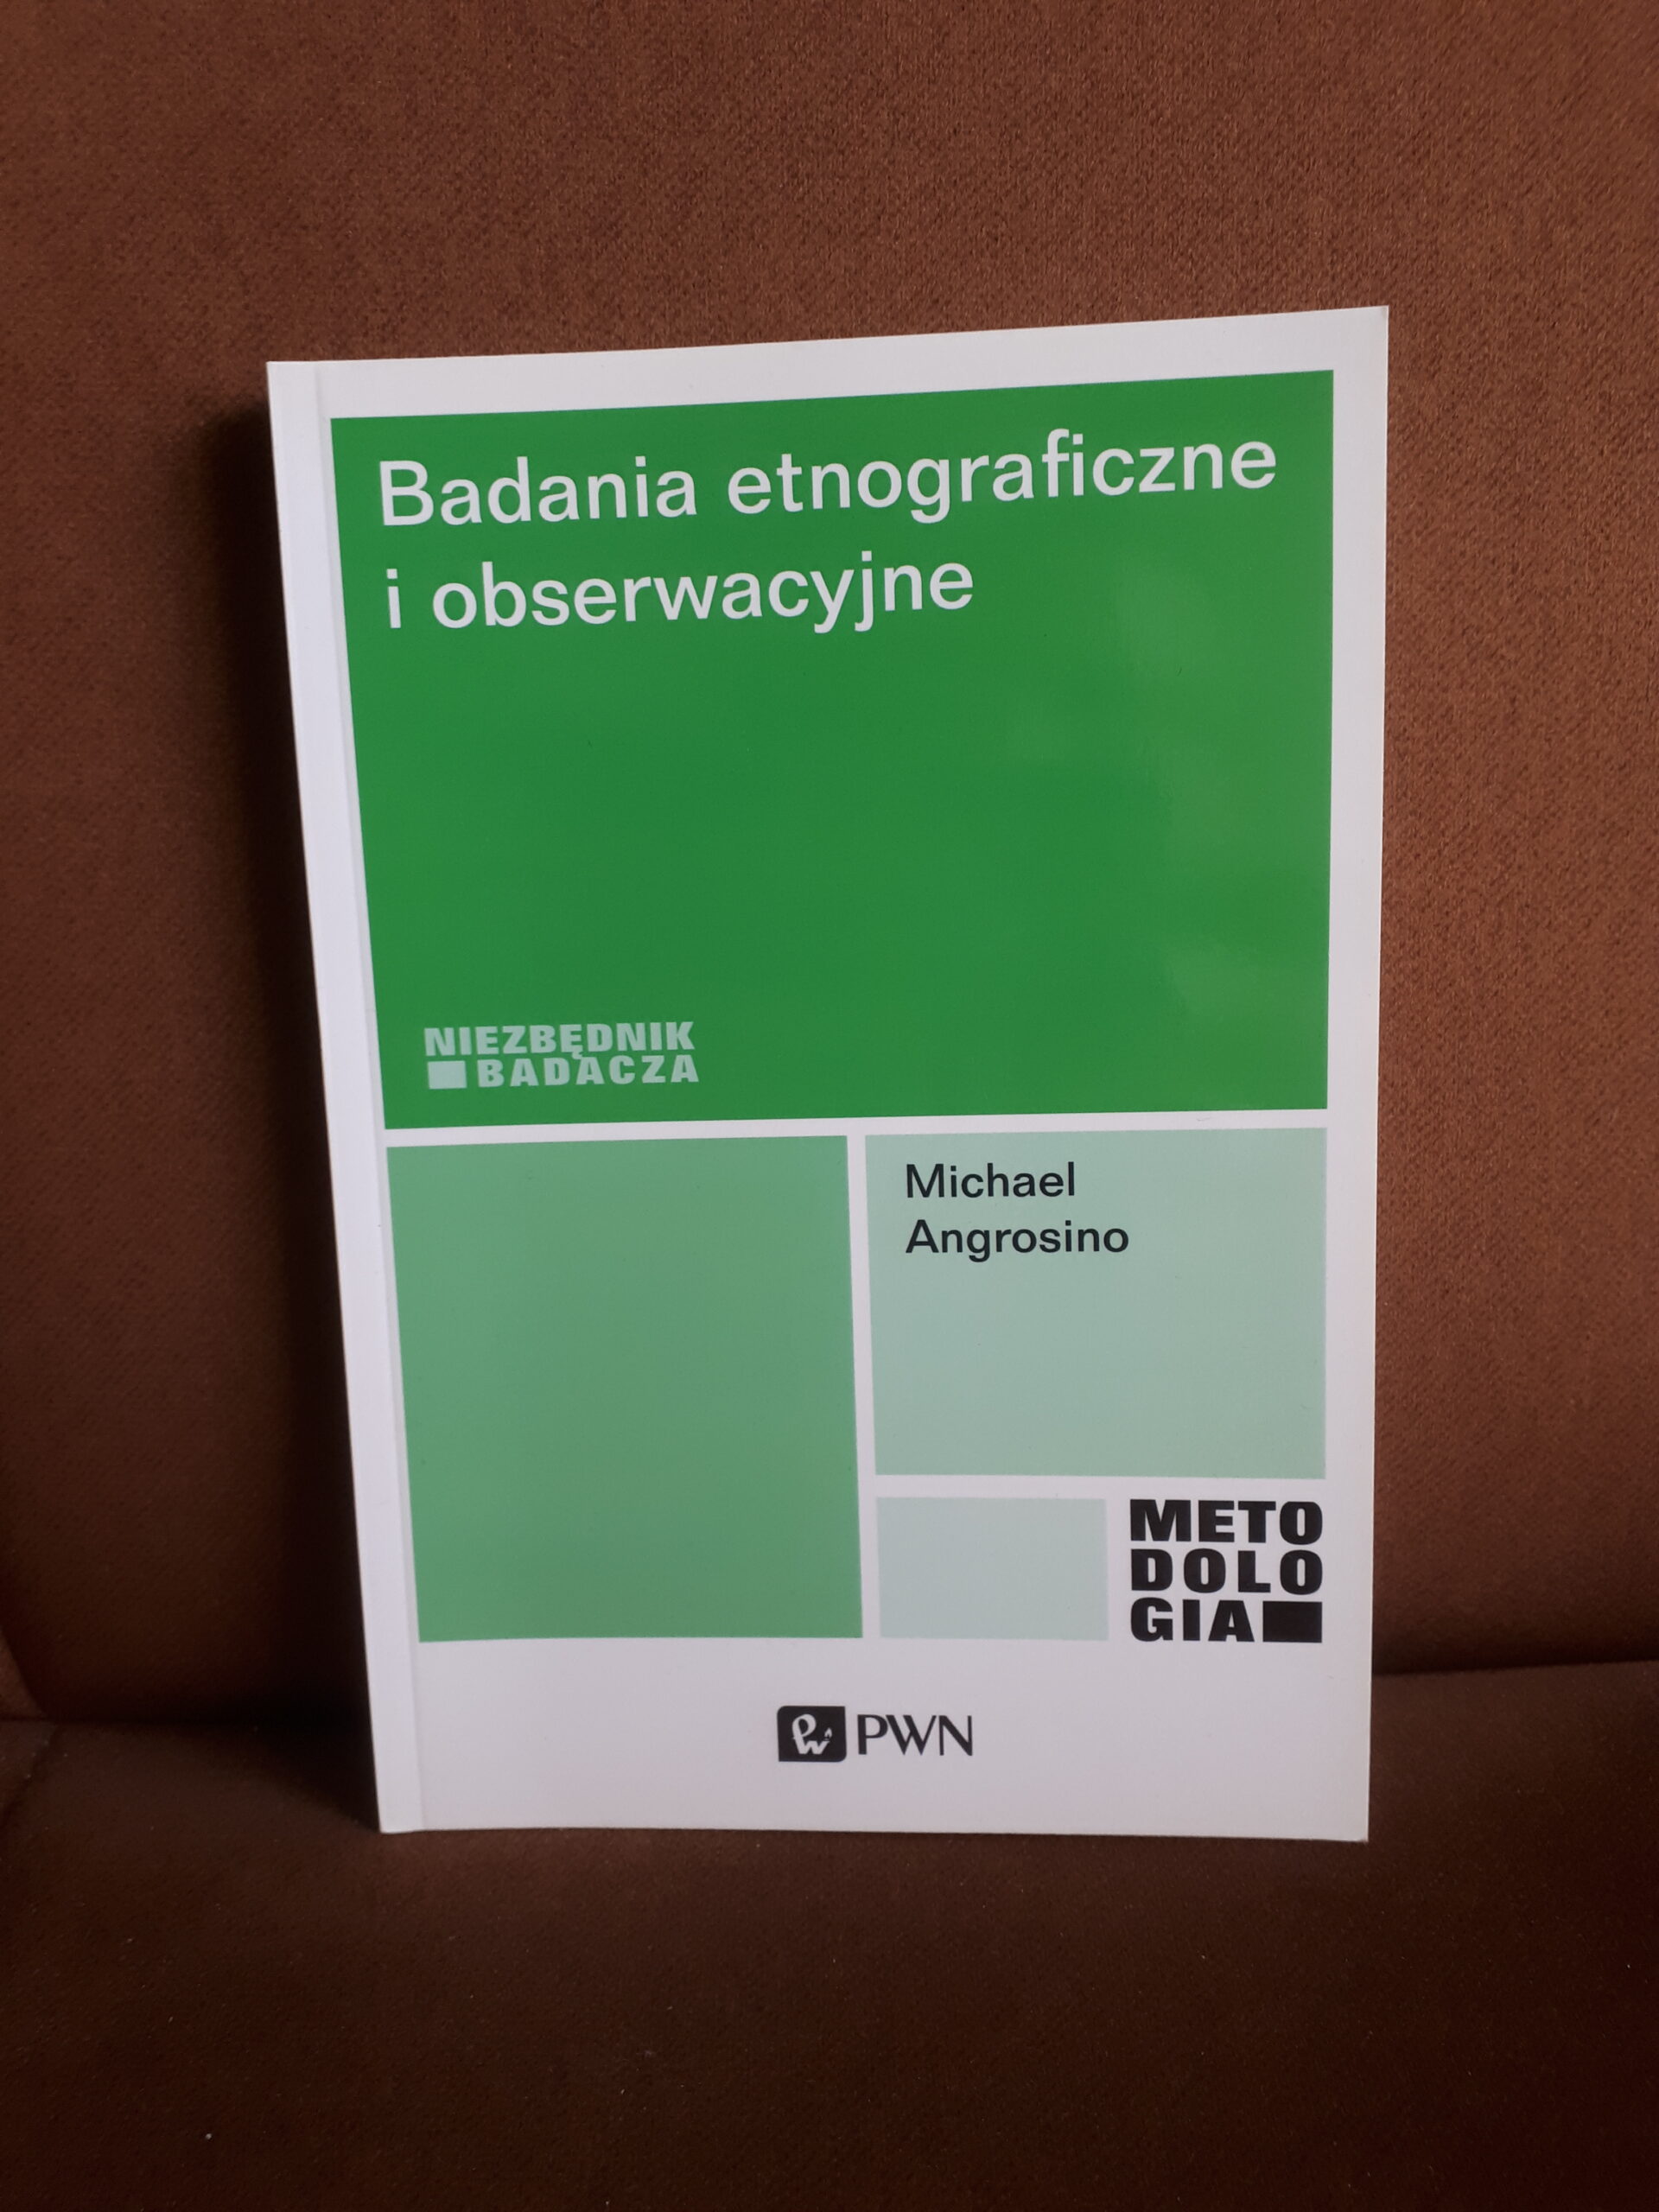 Badania etnograficzne
i obserwacyjne
NIEZBĘDNIK
BADACZA
Michael
Angrosino
METO
DOLO
GIA
PWN